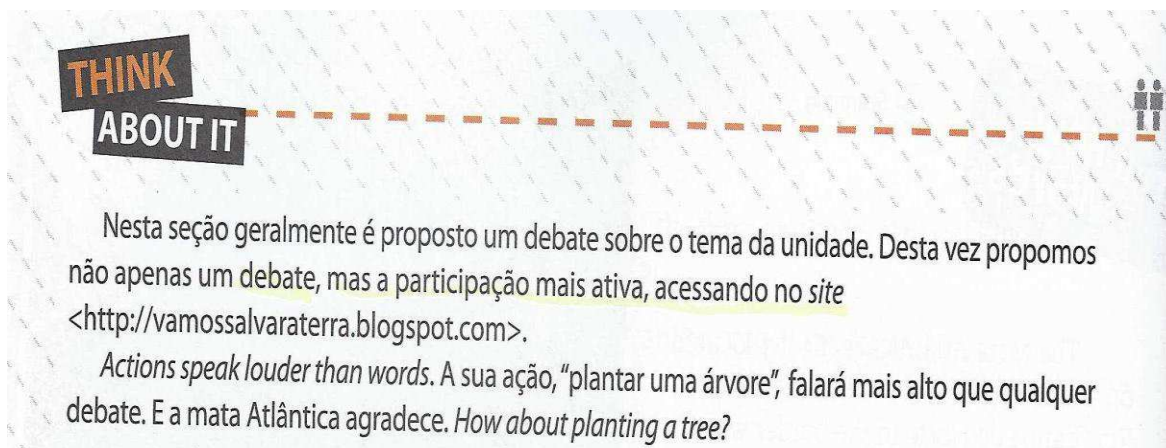 THINK
ABOUT IT
Nesta seção geralmente é proposto um debate sobre o tema da unidade. Desta vez propomos
não apenas um debate, mas a participação mais ativa, acessando no site
<http://vamossalvaraterra.blogspot.com>.
Actions speak louder than words. A sua ação, "plantar uma árvore", falará mais alto que qualquer
debate. E a mata Atlântica agradece. How about planting a tree?